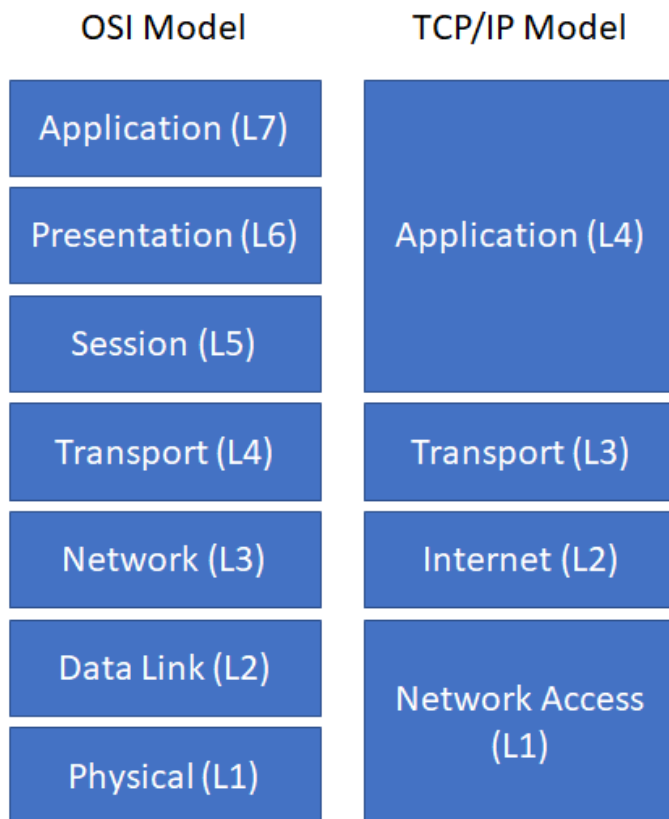 OSI Model
TCP/IP Model
Application (L7)
Presentation (L6)
Session (L5)
Transport (L4)
Network (L3)
Data Link (L2)
Physical (L1)
Application (L4)
Transport (L3)
Internet (L2)
Network Access
(L1)